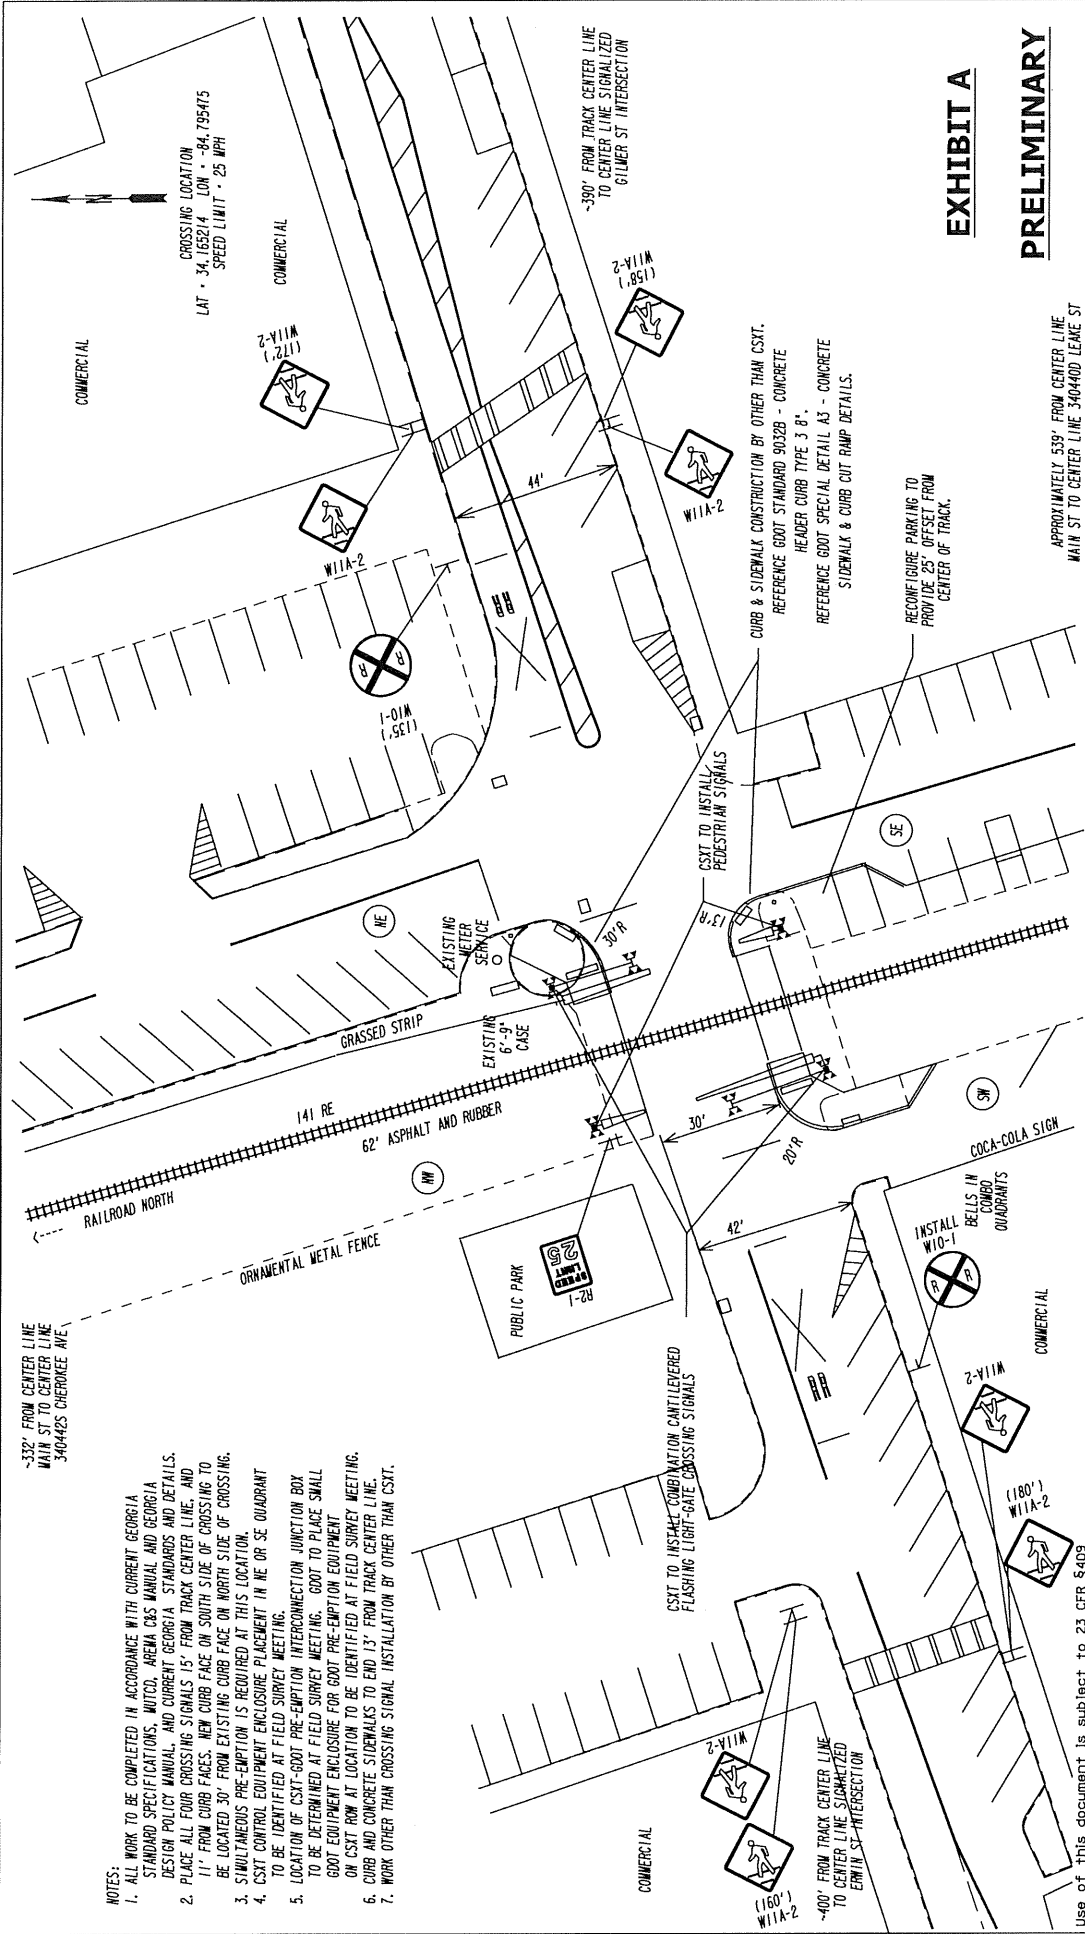 NOTES:
1. ALL WORK TO BE COMPLETED IN ACCORDANCE WITH CURRENT GEORGIA
STANDARD SPECIFICATIONS, MUTCD, AREMA C&S MANUAL AND GEORGIA
DESIGN POLICY MANUAL, AND CURRENT GEORGIA STANDARDS AND DETAILS.
2. PLACE ALL FOUR CROSSING SIGNALS 15' FROM TRACK CENTER LINE, AND
11' FROM CURB FACES. NEW CURB FACE ON SOUTH SIDE OF CROSSING TO
BE LOCATED 30' FROM EXISTING CURB FACE ON NORTH SIDE OF CROSSING.
3. SIMULTANEOUS PRE-EMPTION IS REQUIRED AT THIS LOCATION.
4. CSXT CONTROL EQUIPMENT ENCLOSURE PLACEMENT IN NE OR SE QUADRANT
TO BE IDENTIFIED AT FIELD SURVEY MEETING.
5. LOCATION OF CSXT-GDOT PRE-EMPTION INTERCONNECTION JUNCTION BOX
TO BE DETERMINED AT FIELD SURVEY MEETING. GDOT TO PLACE SMALL
GDOT EQUIPMENT ENCLOSURE FOR GDOT PRE-EMPTION EQUIPMENT
ON CSXT ROW AT LOCATION TO BE IDENTIFIED AT FIELD SURVEY MEETING.
6. CURB AND CONCRETE SIDEWALKS TO END 13' FROM TRACK CENTER LINE.
7. WORK OTHER THAN CROSSING SIGNAL INSTALLATION BY OTHER THAN CSXT.
~332' FROM CENTER LINE
MAIN ST TO CENTER LINE
340442S CHEROKEE AVE
<---- RAILROAD NORTH
ORNAMENTAL METAL FENCE
141 RE
62' ASPHALT AND RUBBER
GRASSED STRIP
NW
NE
SW
SE
PUBLIC PARK
SPEED
LIMIT
25
R2-1
EXISTING
6'-9"
CASE
EXISTING
METER
SERVICE
30'R
13'R
20'R
30'
42'
44'
N
CROSSING LOCATION
LAT · 34.165214 LON · -84.795475
SPEED LIMIT · 25 MPH
COMMERCIAL
COMMERCIAL
(172')
W11A-2
W11A-2
R
R
(135')
W10-1
RR
~390' FROM TRACK CENTER LINE
TO CENTER LINE SIGNALIZED
GILMER ST INTERSECTION
(158')
W11A-2
W11A-2
CSXT TO INSTALL
PEDESTRIAN SIGNALS
CURB & SIDEWALK CONSTRUCTION BY OTHER THAN CSXT.
REFERENCE GDOT STANDARD 9032B - CONCRETE
HEADER CURB TYPE 3 8".
REFERENCE GDOT SPECIAL DETAIL A3 - CONCRETE
SIDEWALK & CURB CUT RAMP DETAILS.
RECONFIGURE PARKING TO
PROVIDE 25' OFFSET FROM
CENTER OF TRACK.
APPROXIMATELY 539' FROM CENTER LINE
MAIN ST TO CENTER LINE 340440D LEAKE ST
CSXT TO INSTALL COMBINATION CANTILEVERED
FLASHING LIGHT-GATE CROSSING SIGNALS
COCA-COLA SIGN
BELLS IN
COMBO
QUADRANTS
INSTALL
W10-1
R
R
RR
COMMERCIAL
W11A-2
(180')
W11A-2
COMMERCIAL
W11A-2
(160')
W11A-2
~400' FROM TRACK CENTER LINE
TO CENTER LINE SIGNALIZED
ERWIN ST INTERSECTION
EXHIBIT A
PRELIMINARY
Use of this document is subject to 23 CFR §409